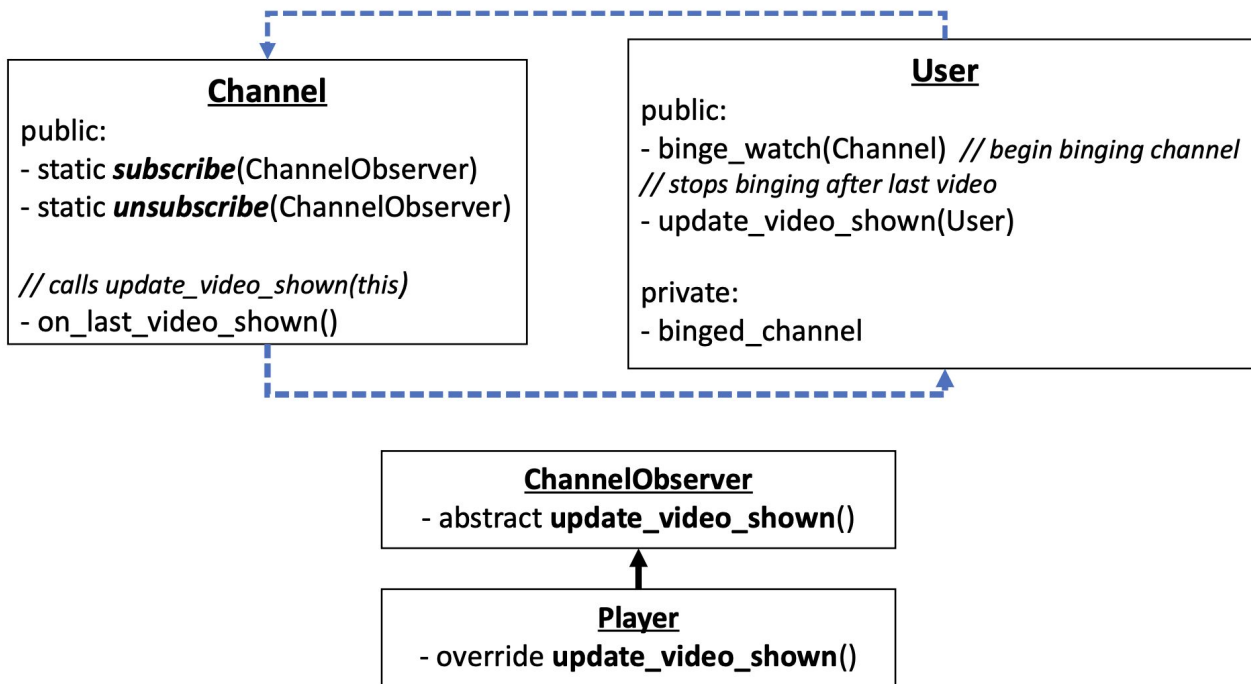 Channel
public:
- static subscribe(ChannelObserver)
- static unsubscribe(ChannelObserver)
// calls update_video_shown(this)
- on_last_video_shown()
User
public:
- binge_watch(Channel) // begin binging channel
// stops binging after last video
- update_video_shown(User)
private:
- binged_channel
ChannelObserver
- abstract update_video_shown()
Player
- override update_video_shown()